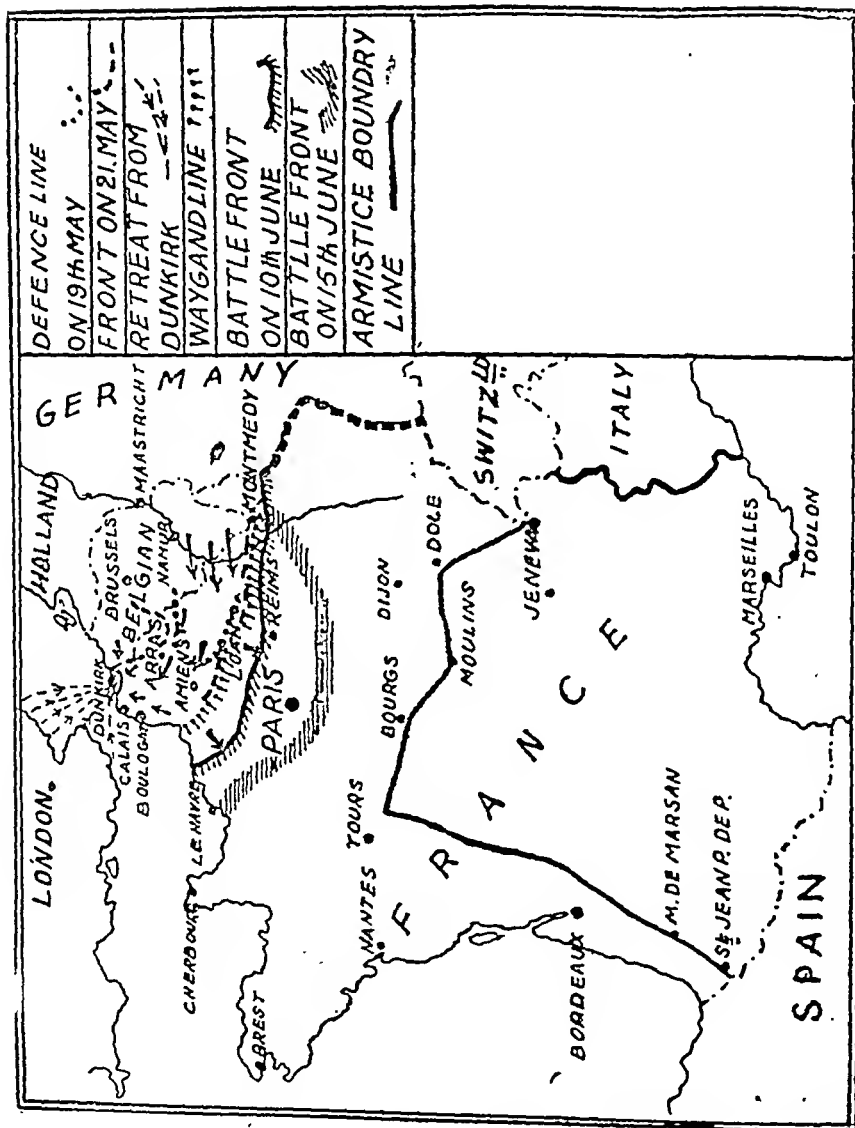 DEFENCE LINE
ON 19th MAY
FRONT ON 21.MAY
RETREAT FROM
DUNKIRK
WAYGANDLINE
BATTLE FRONT
ON 10th JUNE
BATTLLE FRONT
ON 15th JUNE
ARMISTICE BOUNDRY
LINE
LONDON
HOLLAND
GERMANY
DUNKIRK
BRUSSELS
MAASTRICHT
CALAIS
BELGIAN
BOULOGN
ARRAS
NAMUR
AMIENS
CHERBOURG
LE HAVRE
LOAN
MONTMEDY
REIMS
BREST
PARIS
NANTES
TOURS
BOURGS
DIJON
DOLE
SWITZLD
MOULINS
JENEVA
FRANCE
ITALY
BORDEAUX
M. DE MARSAN
ST JEAN P. DE P.
MARSEILLES
TOULON
SPAIN